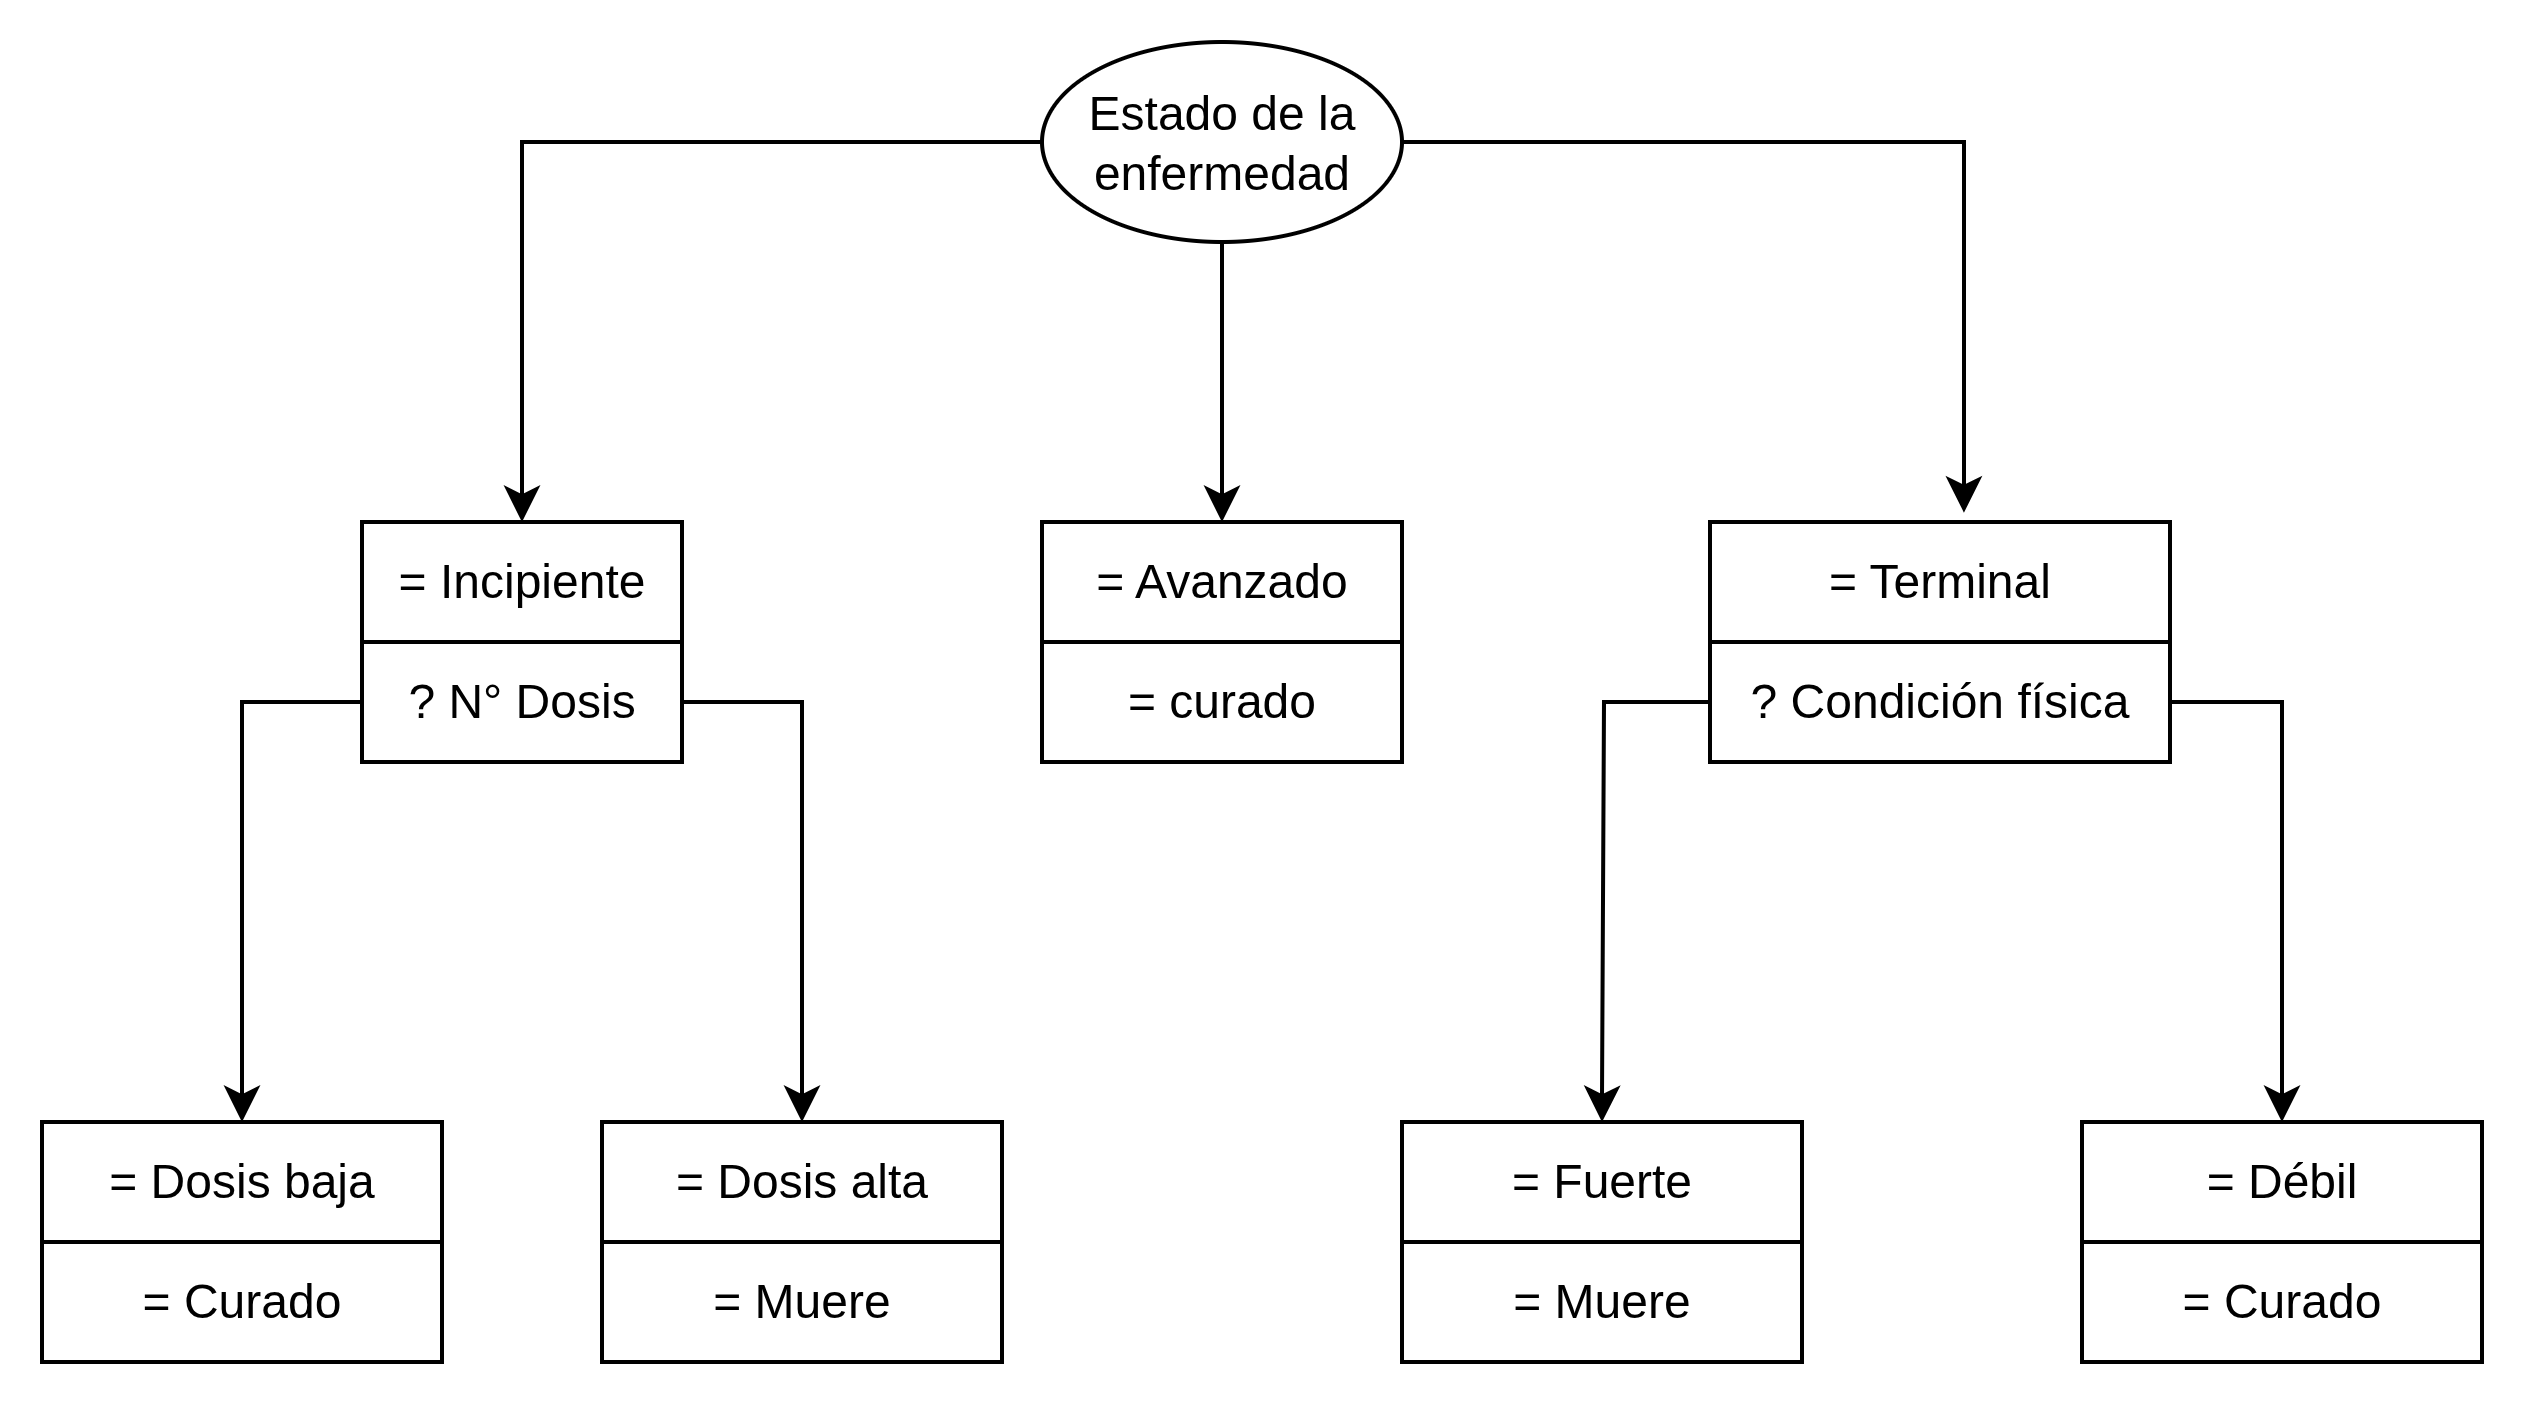 Estado de la
enfermedad
= Incipiente
? N° Dosis
= Avanzado
= curado
= Terminal
? Condición física
= Dosis baja
= Curado
= Dosis alta
= Muere
= Fuerte
= Muere
= Débil
= Curado